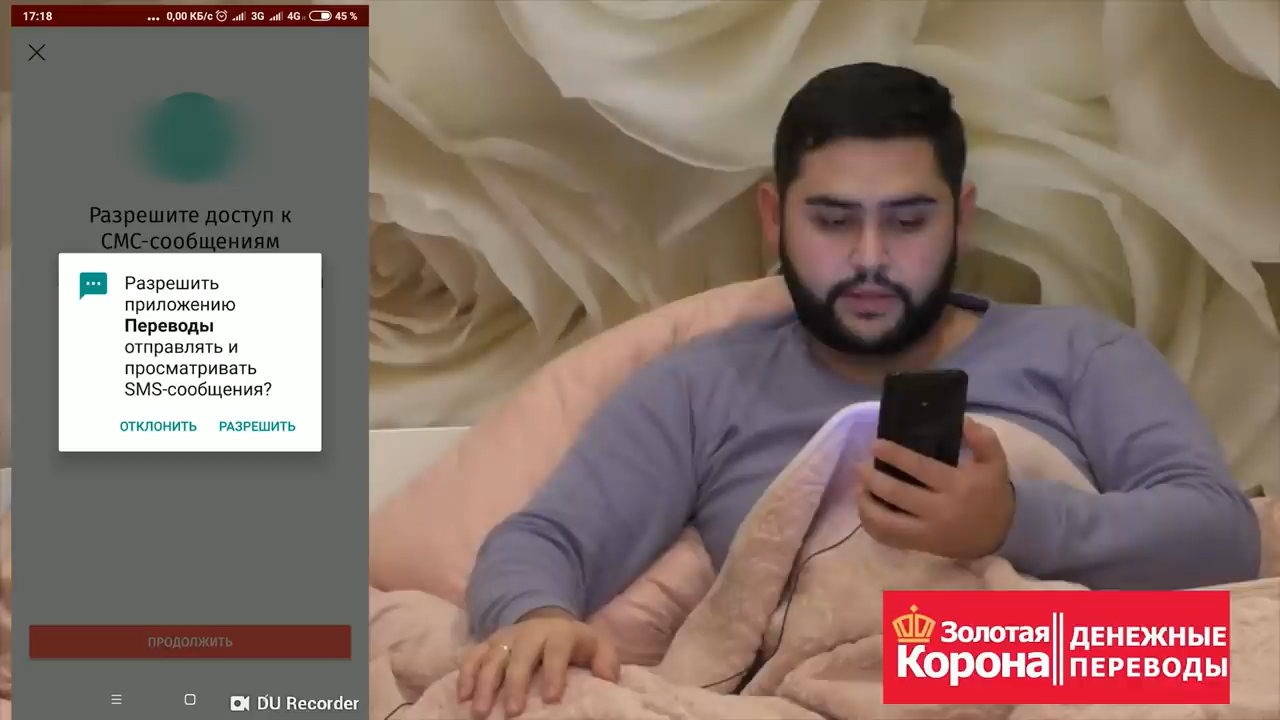 17:18
... 0,00 КБ/с 3G 4G 45 %
Разрешите доступ к
СМС-сообщениям
Разрешить
приложению
Переводы
отправлять и
просматривать
SMS-сообщения?
ОТКЛОНИТЬ РАЗРЕШИТЬ
ПРОДОЛЖИТЬ
DU Recorder
Золотая
Корона
ДЕНЕЖНЫЕ
ПЕРЕВОДЫ